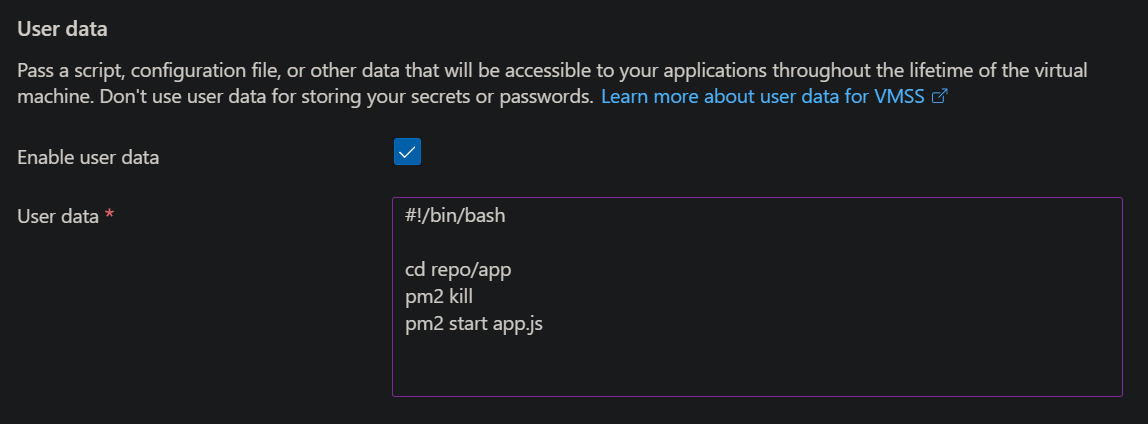 User data
Pass a script, configuration file, or other data that will be accessible to your applications throughout the lifetime of the virtual
machine. Don't use user data for storing your secrets or passwords. Learn more about user data for VMSS
Enable user data
User data *
#!/bin/bash
cd repo/app
pm2 kill
pm2 start app.js